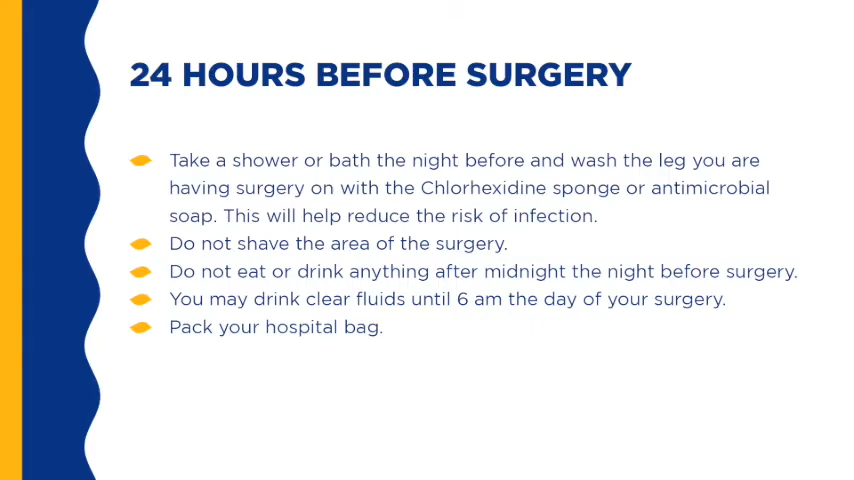 24 HOURS BEFORE SURGERY
Take a shower or bath the night before and wash the leg you are
having surgery on with the Chlorhexidine sponge or antimicrobial
soap. This will help reduce the risk of infection.
Do not shave the area of the surgery.
Do not eat or drink anything after midnight the night before surgery.
You may drink clear fluids until 6 am the day of your surgery.
Pack your hospital bag.